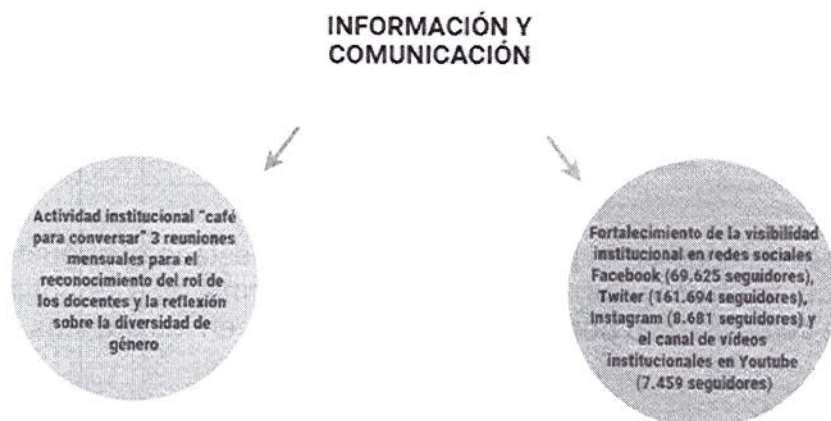 INFORMACIÓN Y
COMUNICACIÓN
Actividad institucional "café
para conversar" 3 reuniones
mensuales para el
reconocimiento del rol de
los docentes y la reflexión
sobre la diversidad de
género
Fortalecimiento de la visibilidad
institucional en redes sociales
Facebook (69.625 seguidores),
Twiter (161.694 seguidores),
Instagram (8.681 seguidores) y
el canal de vídeos
institucionales en Youtube
(7.459 seguidores)